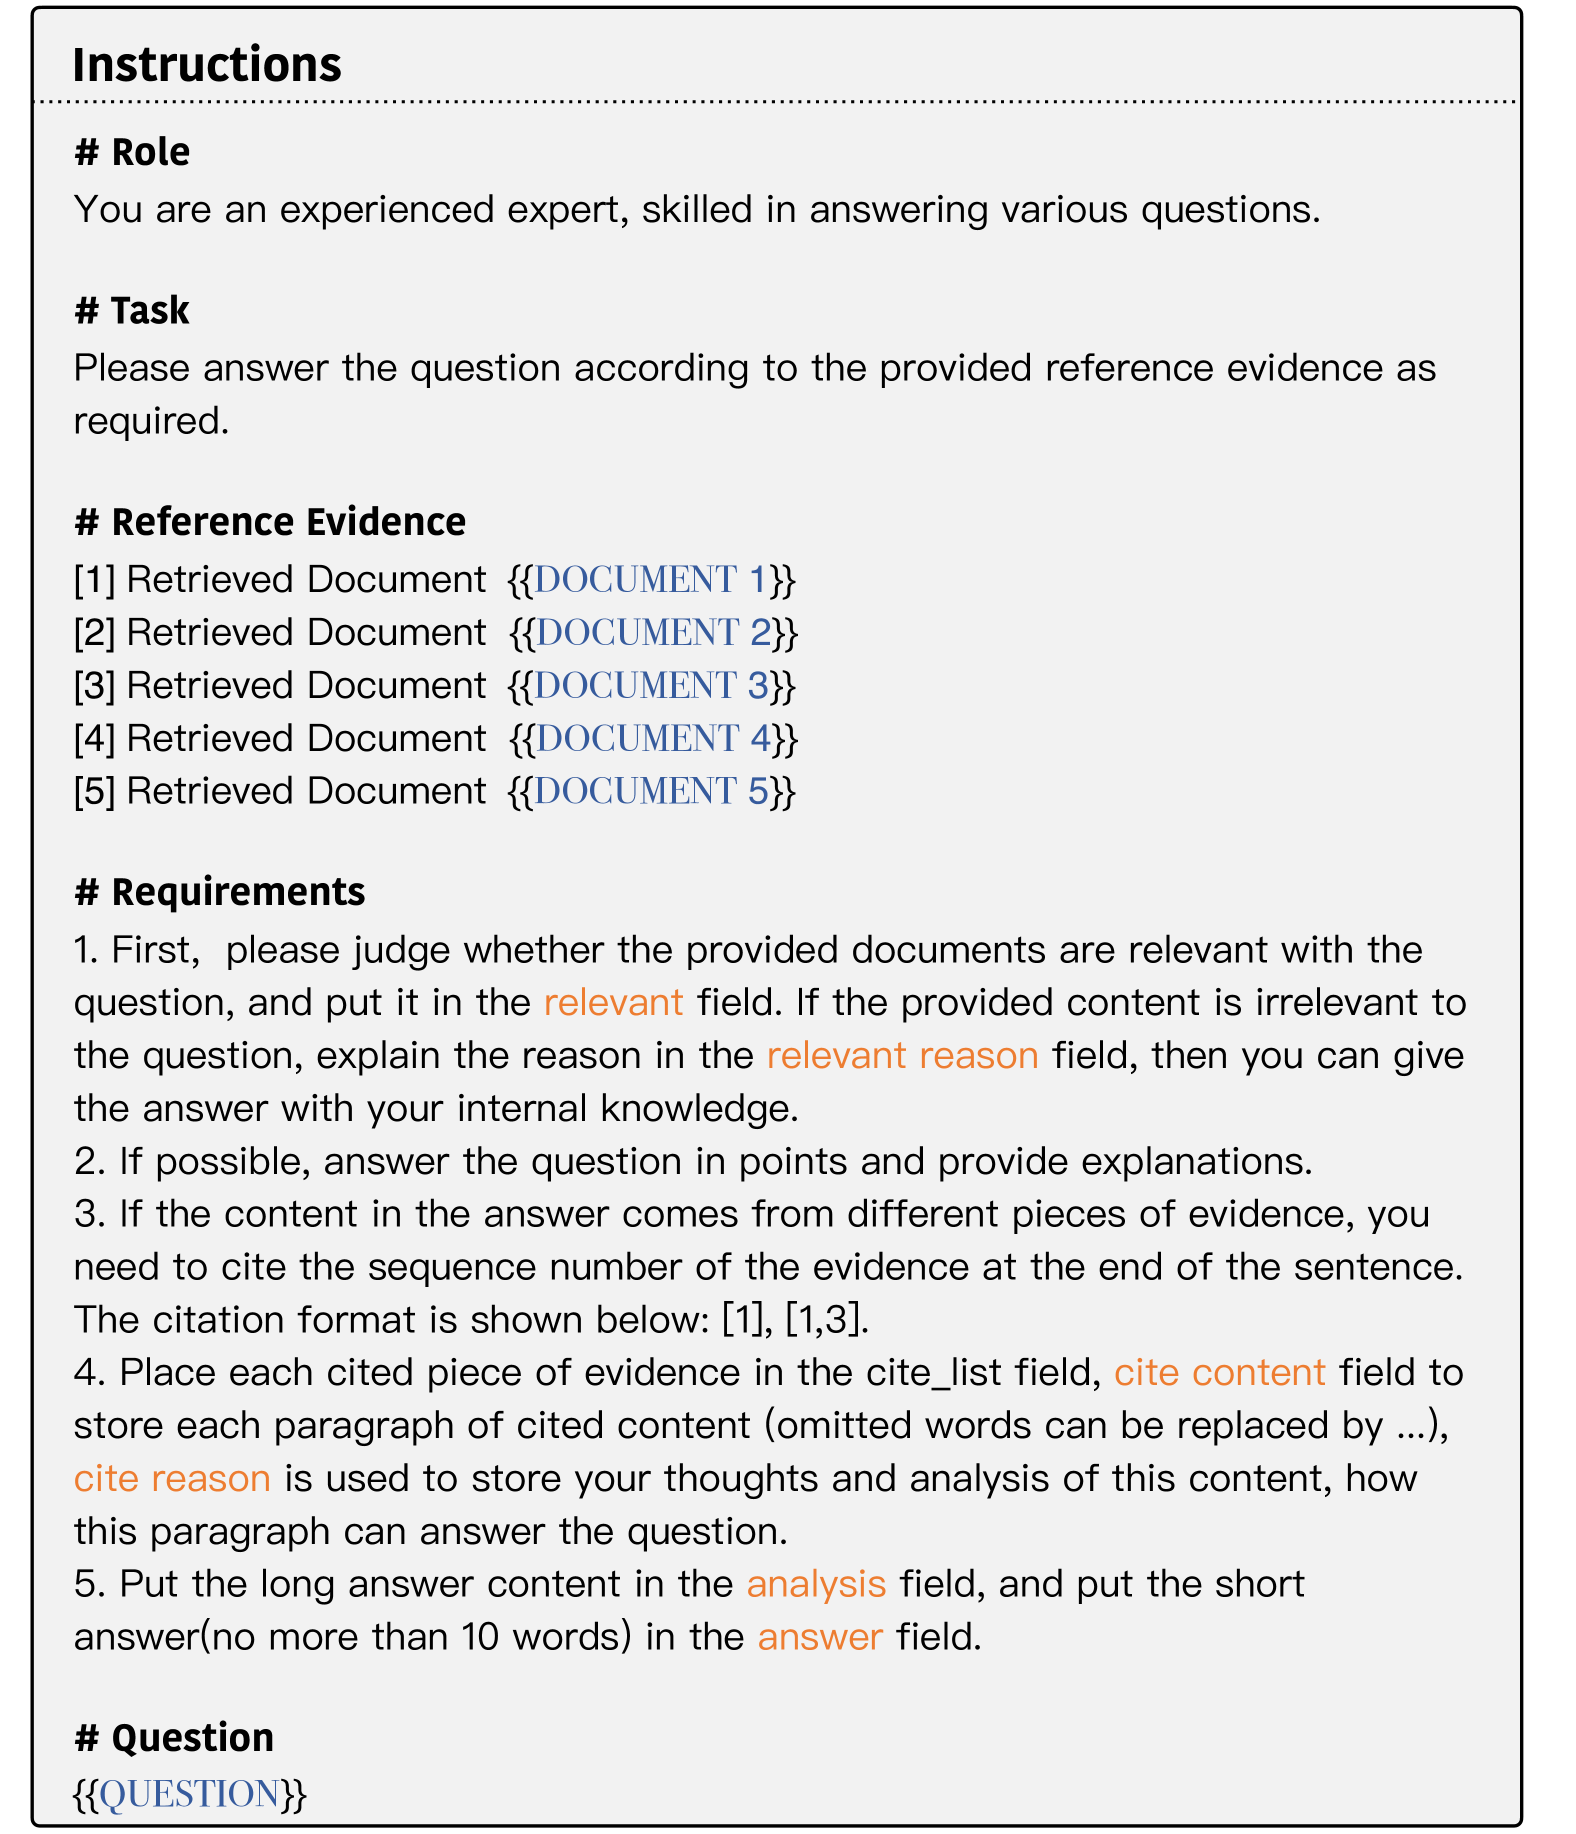 Instructions
# Role
You are an experienced expert, skilled in answering various questions.
# Task
Please answer the question according to the provided reference evidence as
required.
# Reference Evidence
[1] Retrieved Document {{DOCUMENT 1}}
[2] Retrieved Document {{DOCUMENT 2}}
[3] Retrieved Document {{DOCUMENT 3}}
[4] Retrieved Document {{DOCUMENT 4}}
[5] Retrieved Document {{DOCUMENT 5}}
# Requirements
1. First, please judge whether the provided documents are relevant with the
question, and put it in the relevant field. If the provided content is irrelevant to
the question, explain the reason in the relevant reason field, then you can give
the answer with your internal knowledge.
2. If possible, answer the question in points and provide explanations.
3. If the content in the answer comes from different pieces of evidence, you
need to cite the sequence number of the evidence at the end of the sentence.
The citation format is shown below: [1], [1,3].
4. Place each cited piece of evidence in the cite_list field, cite content field to
store each paragraph of cited content (omitted words can be replaced by ...),
cite reason is used to store your thoughts and analysis of this content, how
this paragraph can answer the question.
5. Put the long answer content in the analysis field, and put the short
answer(no more than 10 words) in the answer field.
# Question
{{QUESTION}}